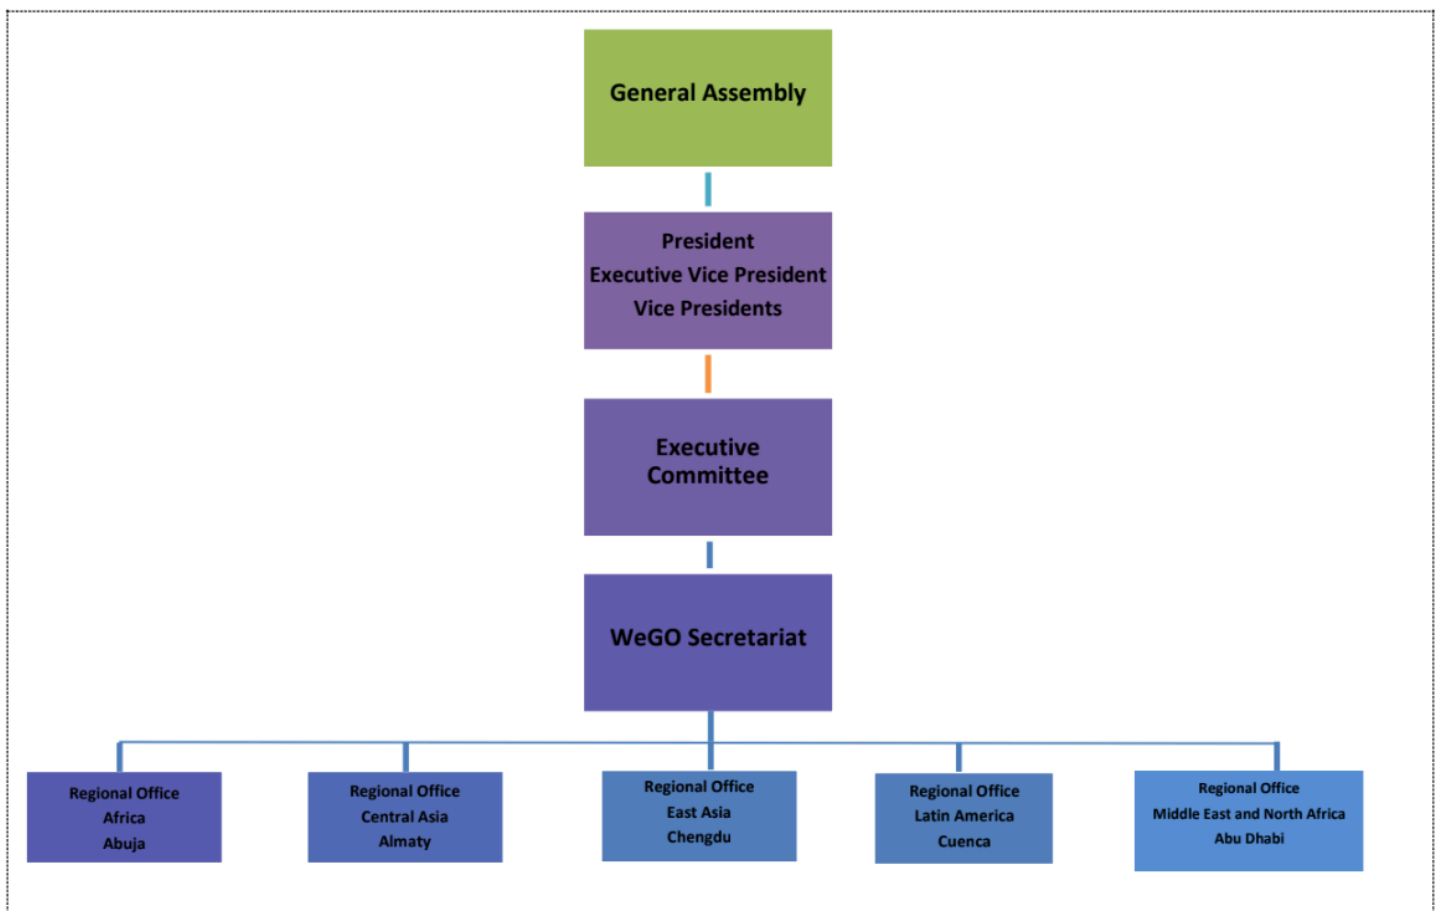 General Assembly
President
Executive Vice President
Vice Presidents
Executive
Committee
WeGO Secretariat
Regional Office
Africa
Abuja
Regional Office
Central Asia
Almaty
Regional Office
East Asia
Chengdu
Regional Office
Latin America
Cuenca
Regional Office
Middle East and North Africa
Abu Dhabi